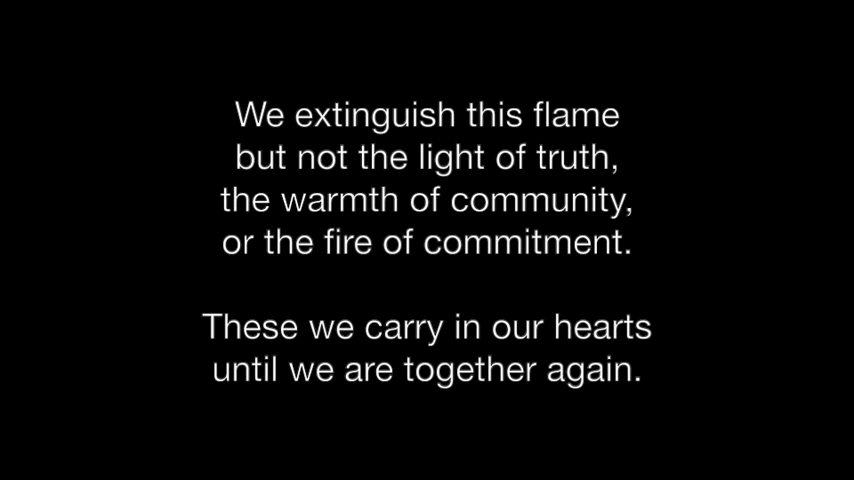 We extinguish this flame
but not the light of truth,
the warmth of community,
or the fire of commitment.
These we carry in our hearts
until we are together again.